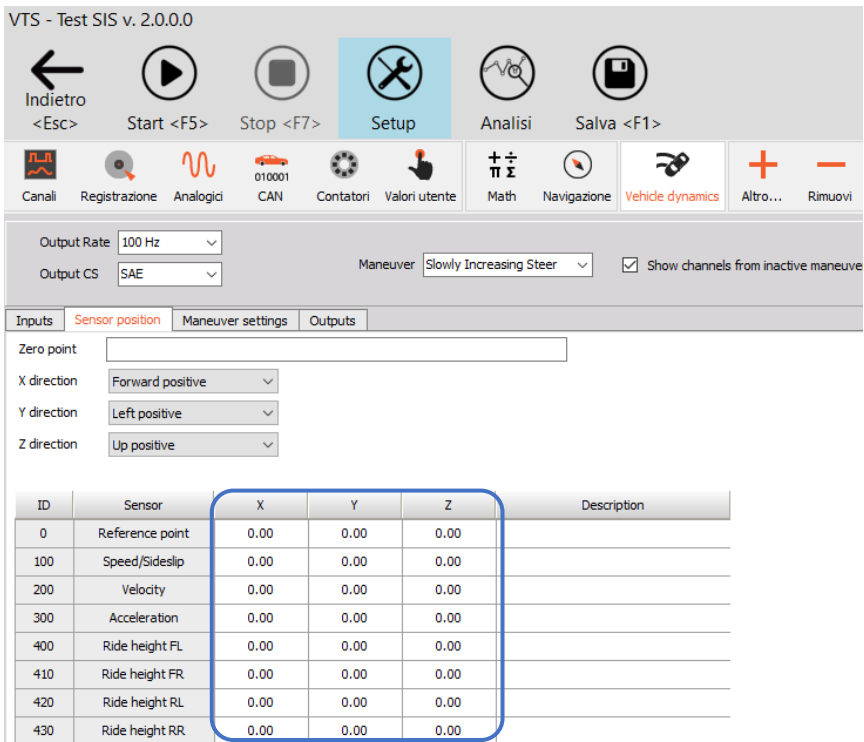 VTS - Test SIS v. 2.0.0.0
Indietro
<Esc> Start <F5> Stop <F7> Setup Analisi Salva <F1>
010001
+ ÷
π Σ
Canali Registrazione Analogici CAN Contatori Valori utente Math Navigazione Vehicle dynamics Altro... Rimuovi
Output Rate 100 Hz
Maneuver Slowly Increasing Steer Show channels from inactive maneuve
Output CS SAE
Inputs Sensor position Maneuver settings Outputs
Zero point
X direction Forward positive
Y direction Left positive
Z direction Up positive
ID Sensor X Y Z Description
0 Reference point 0.00 0.00 0.00
100 Speed/Sideslip 0.00 0.00 0.00
200 Velocity 0.00 0.00 0.00
300 Acceleration 0.00 0.00 0.00
400 Ride height FL 0.00 0.00 0.00
410 Ride height FR 0.00 0.00 0.00
420 Ride height RL 0.00 0.00 0.00
430 Ride height RR 0.00 0.00 0.00